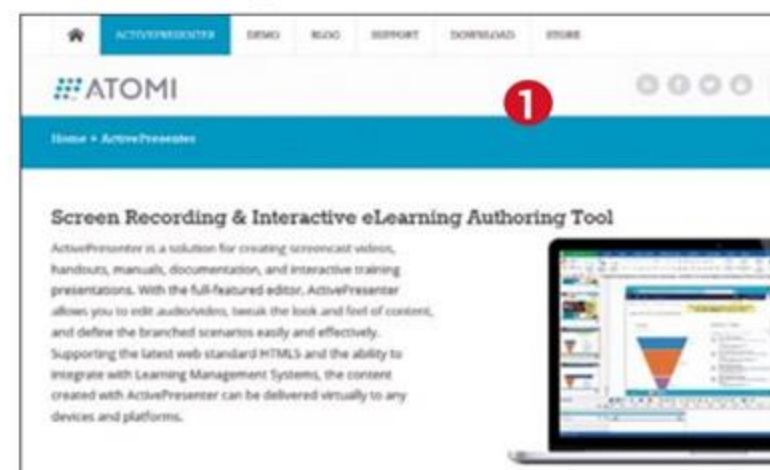 ACTIVEPRESENTER DEMO BLOG SUPPORT DOWNLOAD STORE
ATOMI
1
Home » ActivePresenter
Screen Recording & Interactive eLearning Authoring Tool
ActivePresenter is a solution for creating screencast videos,
handouts, manuals, documentation, and interactive training
presentations. With the full-featured editor, ActivePresenter
allows you to edit audio/video, tweak the look and feel of content,
and define the branched scenarios easily and effectively.
Supporting the latest web standard HTML5 and the ability to
integrate with Learning Management Systems, the content
created with ActivePresenter can be delivered virtually to any
devices and platforms.